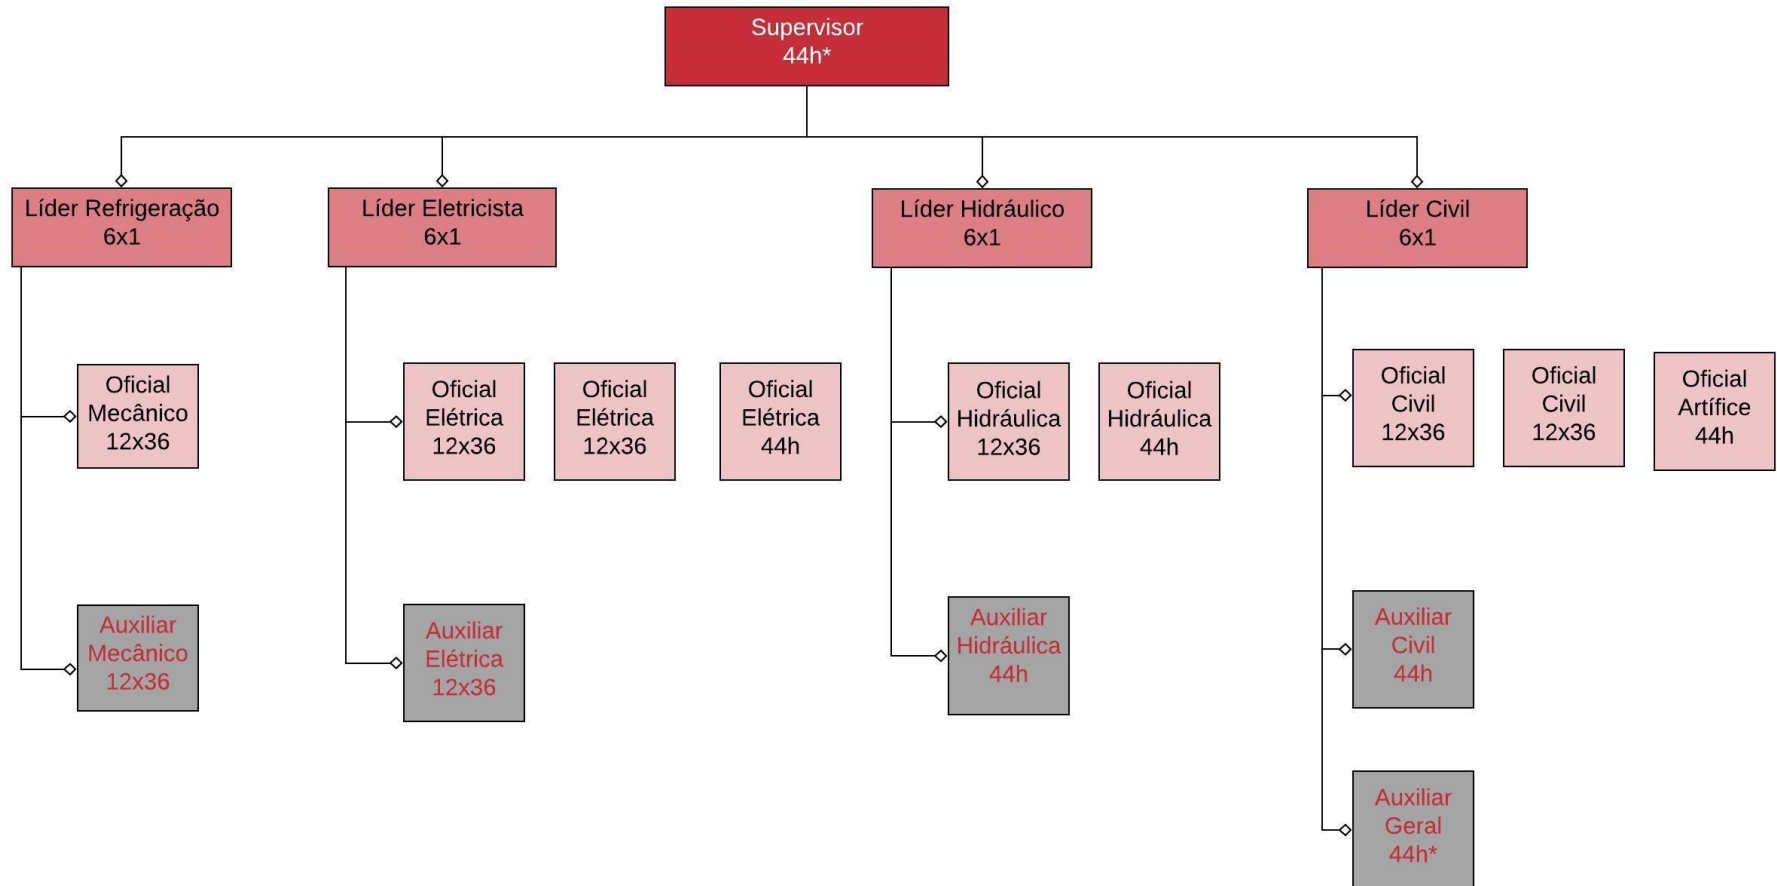 Supervisor
44h*
Líder Refrigeração
6x1
Líder Eletricista
6x1
Líder Hidráulico
6x1
Líder Civil
6x1
Oficial
Mecânico
12x36
Oficial
Elétrica
12x36
Oficial
Elétrica
12x36
Oficial
Elétrica
44h
Oficial
Hidráulica
12x36
Oficial
Hidráulica
44h
Oficial
Civil
12x36
Oficial
Civil
12x36
Oficial
Artífice
44h
Auxiliar
Mecânico
12x36
Auxiliar
Elétrica
12x36
Auxiliar
Hidráulica
44h
Auxiliar
Civil
44h
Auxiliar
Geral
44h*